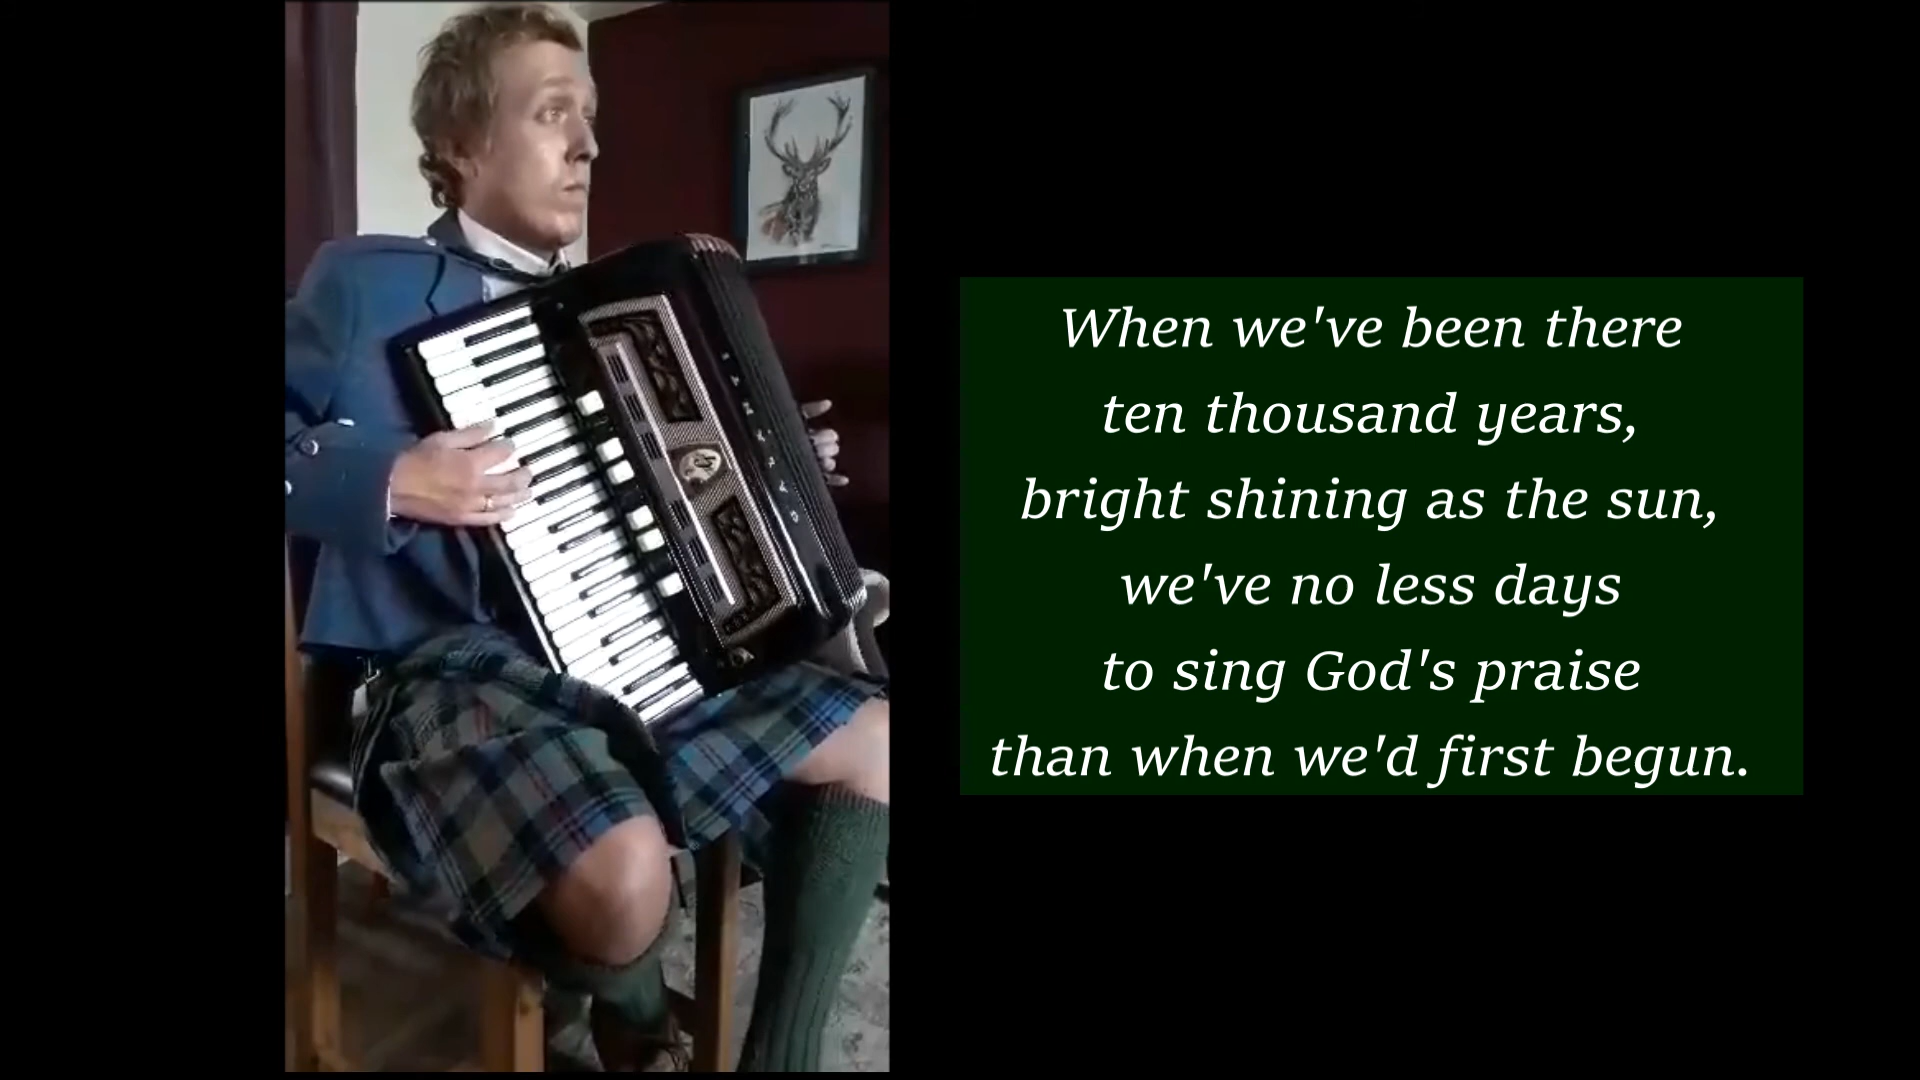 When we've been there
ten thousand years,
bright shining as the sun,
we've no less days
to sing God's praise
than when we'd first begun.